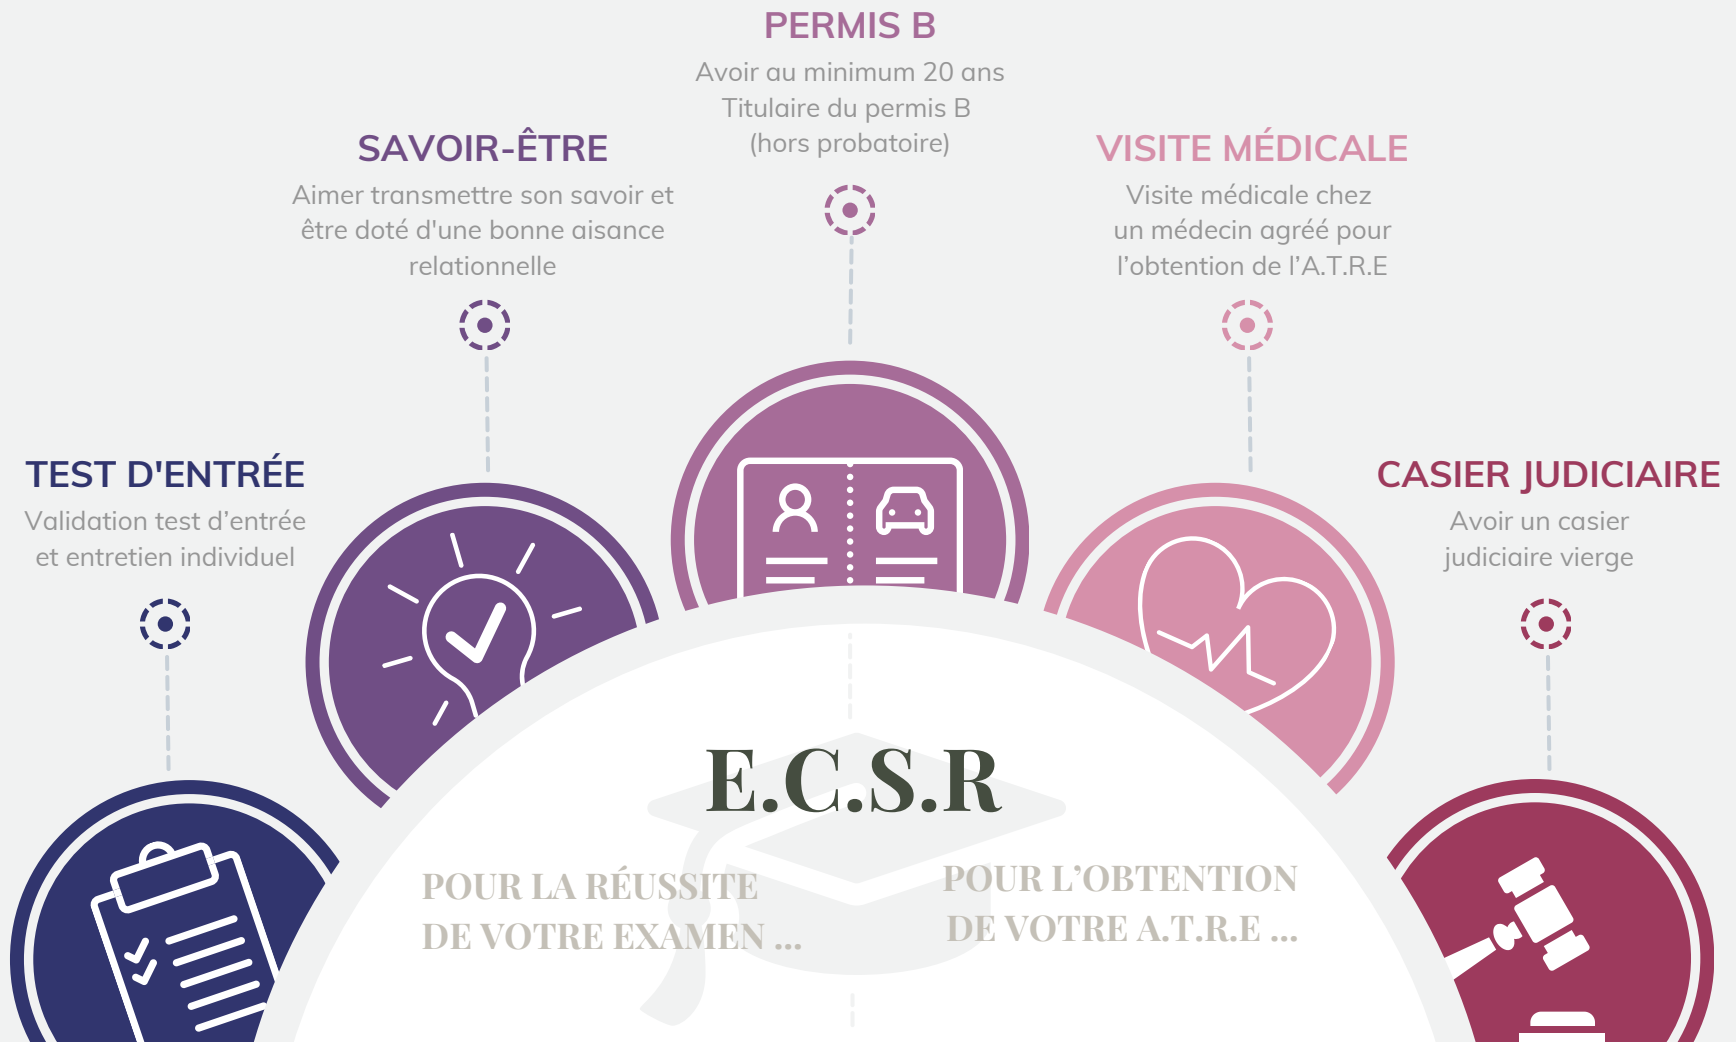 PERMIS B
Avoir au minimum 20 ans
Titulaire du permis B
(hors probatoire)
SAVOIR-ÊTRE
Aimer transmettre son savoir et
être doté d'une bonne aisance
relationnelle
VISITE MÉDICALE
Visite médicale chez
un médecin agréé pour
l’obtention de l’A.T.R.E
TEST D'ENTRÉE
Validation test d’entrée
et entretien individuel
CASIER JUDICIAIRE
Avoir un casier
judiciaire vierge
E.C.S.R
POUR LA RÉUSSITE
DE VOTRE EXAMEN ...
POUR L’OBTENTION
DE VOTRE A.T.R.E ...